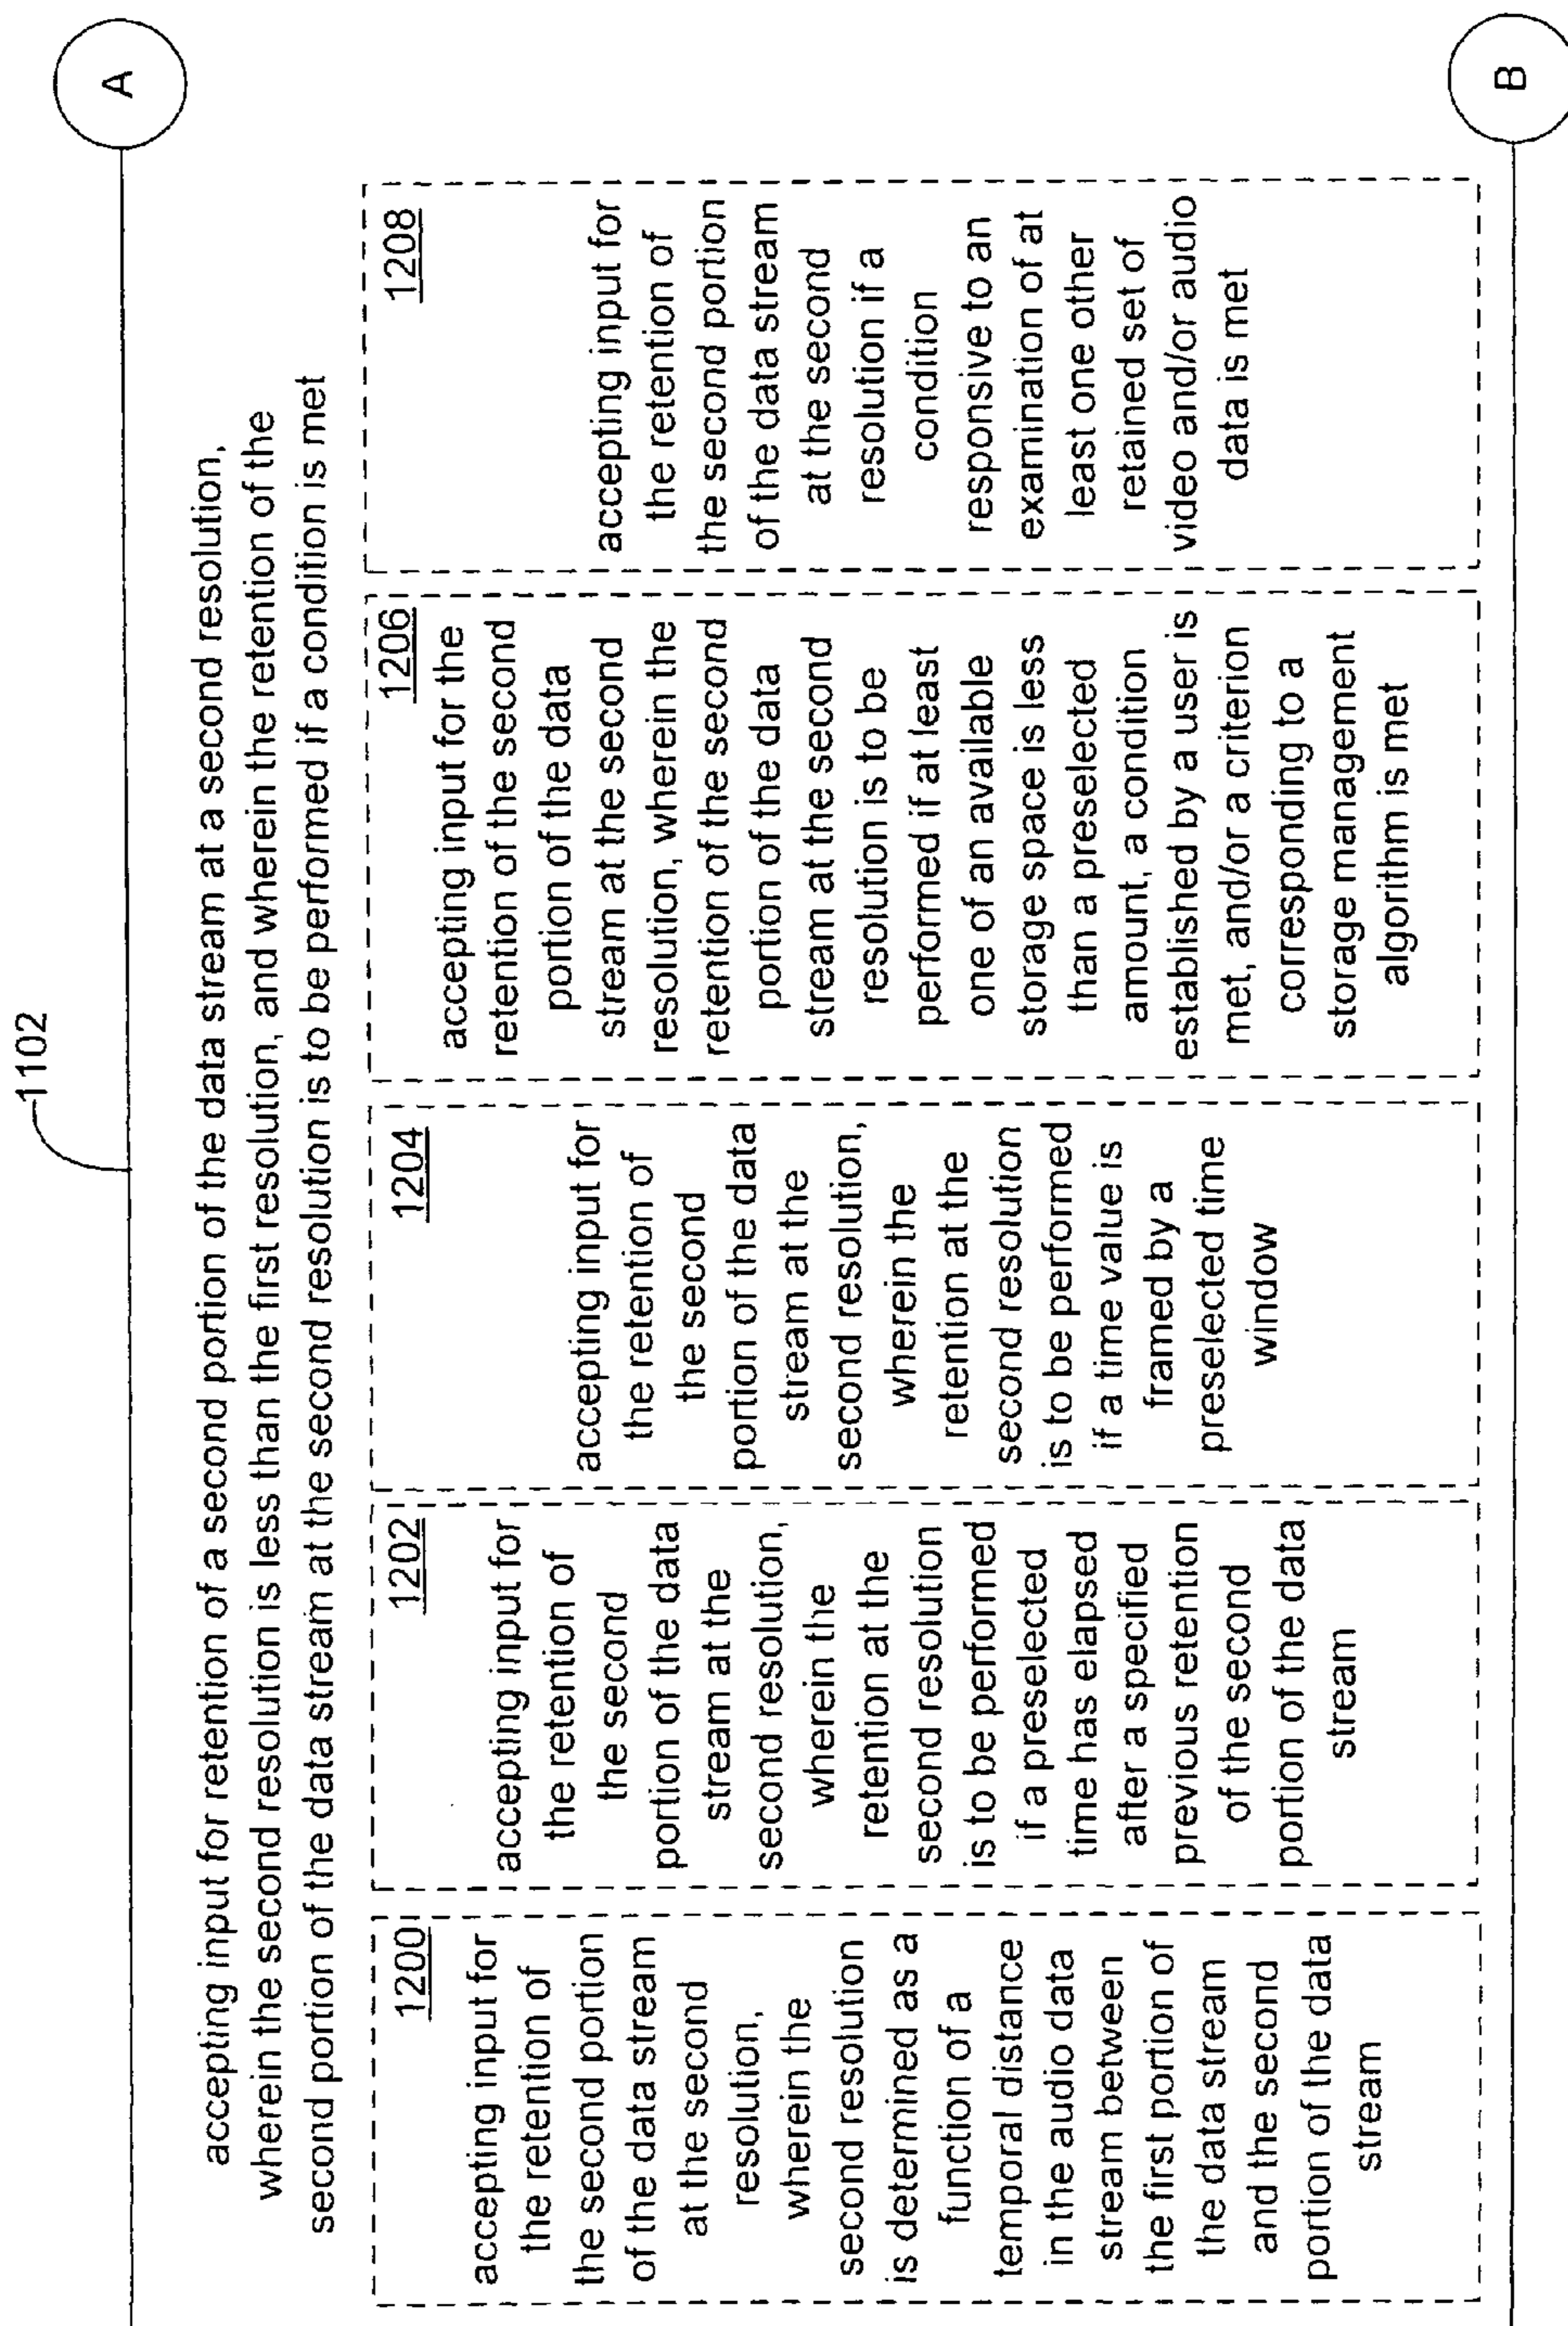 1102
A
accepting input for retention of a second portion of the data stream at a second resolution,
wherein the second resolution is less than the first resolution, and wherein the retention of the
second portion of the data stream at the second resolution is to be performed if a condition is met
1200
accepting input for
the retention of
the second portion
of the data stream
at the second
resolution,
wherein the
second resolution
is determined as a
function of a
temporal distance
in the audio data
stream between
the first portion of
the data stream
and the second
portion of the data
stream
1202
accepting input for
the retention of
the second
portion of the data
stream at the
second resolution,
wherein the
retention at the
second resolution
is to be performed
if a preselected
time has elapsed
after a specified
previous retention
of the second
portion of the data
stream
1204
accepting input for
the retention of
the second
portion of the data
stream at the
second resolution,
wherein the
retention at the
second resolution
is to be performed
if a time value is
framed by a
preselected time
window
1206
accepting input for the
retention of the second
portion of the data
stream at the second
resolution, wherein the
retention of the second
portion of the data
stream at the second
resolution is to be
performed if at least
one of an available
storage space is less
than a preselected
amount, a condition
established by a user is
met, and/or a criterion
corresponding to a
storage management
algorithm is met
1208
accepting input for
the retention of
the second portion
of the data stream
at the second
resolution if a
condition
responsive to an
examination of at
least one other
retained set of
video and/or audio
data is met
B